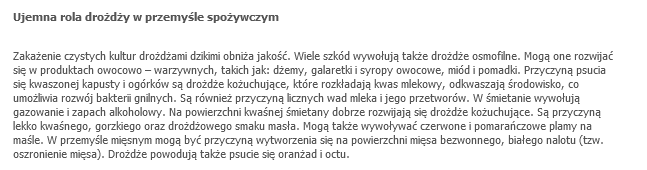 Ujemna rola drożdży w przemyśle spożywczym
Zakażenie czystych kultur drożdżami dzikimi obniża jakość. Wiele szkód wywołują także drożdże osmofilne. Mogą one rozwijać
się w produktach owocowo – warzywnych, takich jak: dżemy, galaretki i syropy owocowe, miód i pomadki. Przyczyną psucia
się kwaszonej kapusty i ogórków są drożdże kożuchujące, które rozkładają kwas mlekowy, odkwaszają środowisko, co
umożliwia rozwój bakterii gnilnych. Są również przyczyną licznych wad mleka i jego przetworów. W śmietanie wywołują
gazowanie i zapach alkoholowy. Na powierzchni kwaśnej śmietany dobrze rozwijają się drożdże kożuchujące. Są przyczyną
lekko kwaśnego, gorzkiego oraz drożdżowego smaku masła. Mogą także wywoływać czerwone i pomarańczowe plamy na
maśle. W przemyśle mięsnym mogą być przyczyną wytworzenia się na powierzchni mięsa bezwonnego, białego nalotu (tzw.
oszronienie mięsa). Drożdże powodują także psucie się oranżad i octu.